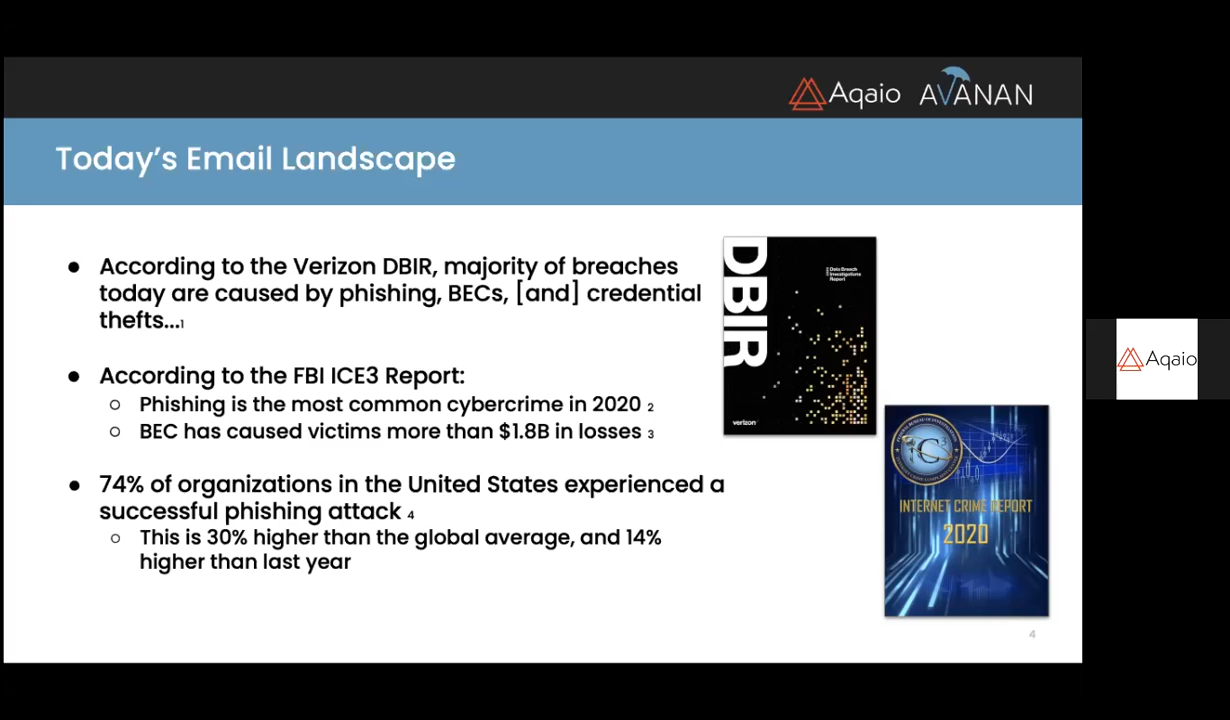 Aqaio AVANAN
Today's Email Landscape
● According to the Verizon DBIR, majority of breaches
today are caused by phishing, BECs, [and] credential
thefts...1
● According to the FBI ICE3 Report:
○ Phishing is the most common cybercrime in 2020 2
○ BEC has caused victims more than $1.8B in losses 3
● 74% of organizations in the United States experienced a
successful phishing attack 4
○ This is 30% higher than the global average, and 14%
higher than last year
DBIR
Data Breach
Investigations
Report
verizon
IC3
INTERNET CRIME REPORT
2020
4
Aqaio